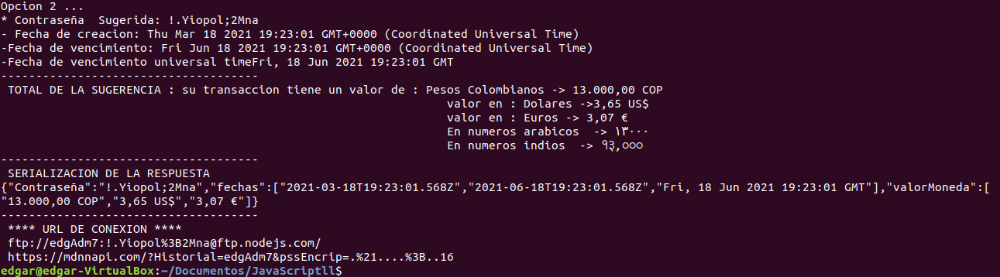 Opcion 2 ...
* Contraseña  Sugerida: !.Yiopol;2Mna
- Fecha de creacion: Thu Mar 18 2021 19:23:01 GMT+0000 (Coordinated Universal Time)
-Fecha de vencimiento: Fri Jun 18 2021 19:23:01 GMT+0000 (Coordinated Universal Time)
-Fecha de vencimiento universal timeFri, 18 Jun 2021 19:23:01 GMT
-------------------------------------
TOTAL DE LA SUGERENCIA : su transaccion tiene un valor de : Pesos Colombianos -> 13.000,00 COP
valor en : Dolares ->3,65 US$
valor en : Euros -> 3,07 €
En numeros arabicos  -> ١٣٠٠٠
En numeros indios  -> ੧੩,੦੦੦
-------------------------------------
SERIALIZACION DE LA RESPUESTA
{"Contraseña":"!.Yiopol;2Mna","fechas":["2021-03-18T19:23:01.568Z","2021-06-18T19:23:01.568Z","Fri, 18 Jun 2021 19:23:01 GMT"],"valorMoneda":[
"13.000,00 COP","3,65 US$","3,07 €"]}
-------------------------------------
**** URL DE CONEXION ****
ftp://edgAdm7:!.Yiopol%3B2Mna@ftp.nodejs.com/
https://mdnnapi.com/?Historial=edgAdm7&pssEncrip=.%21....%3B..16
edgar@edgar-VirtualBox:~/Documentos/JavaScriptll$